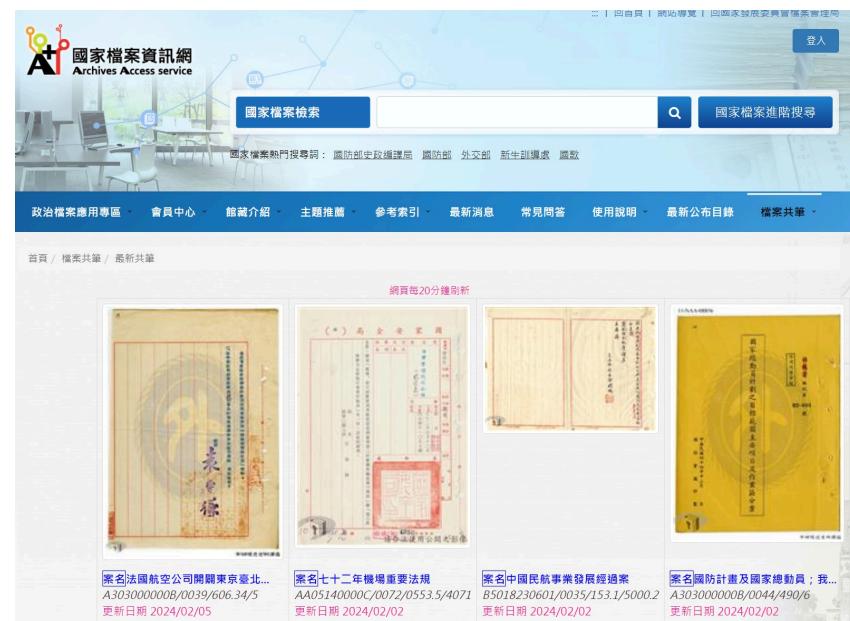 ::: | 回首頁 | 網站導覽 | 回國家發展委員會檔案管理局
登入
國家檔案資訊網
Archives Access service
國家檔案檢索
國家檔案進階搜尋
國家檔案熱門搜尋詞： 國防部史政編譯局 國防部 外交部 新生訓導處 國歌
政治檔案應用專區 會員中心 館藏介紹 主題推薦 參考索引 最新消息 常見問答 使用說明 最新公布目錄 檔案共筆
首頁 / 檔案共筆 / 最新共筆
網頁每20分鐘刷新
國家安全局
案名法國航空公司開闢東京臺北...
A303000000B/0039/606.34/5
更新日期 2024/02/05
案名七十二年機場重要法規
AA05140000C/0072/0553.5/4071
更新日期 2024/02/02
案名中國民航事業發展經過案
B5018230601/0035/153.1/5000.2
更新日期 2024/02/02
案名國防計畫及國家總動員；我...
A303000000B/0044/490/6
更新日期 2024/02/02